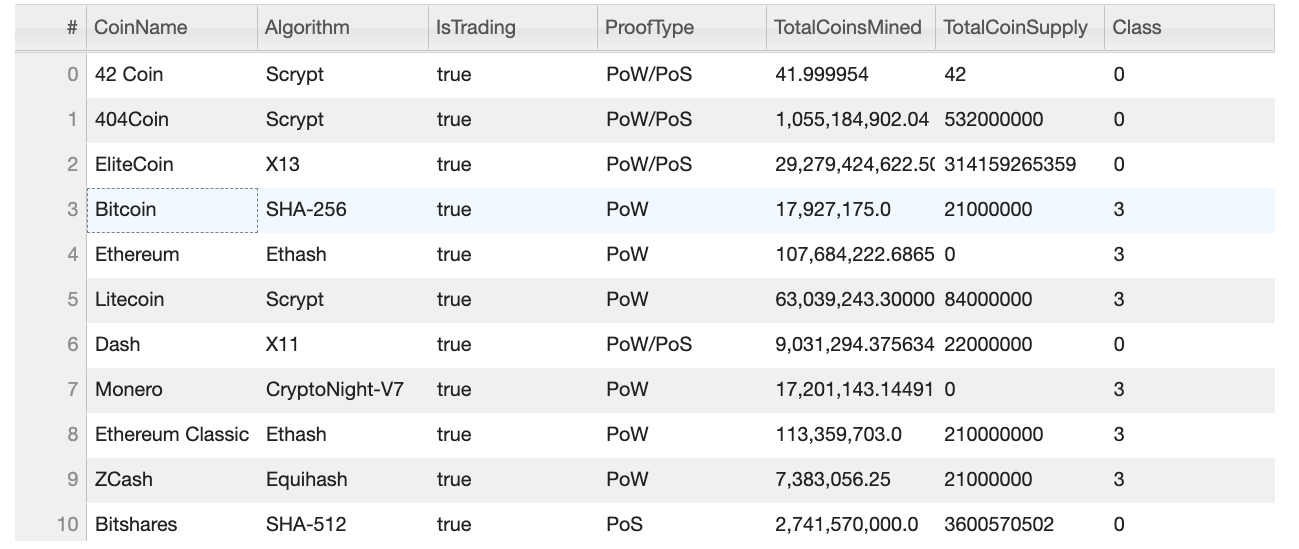 # CoinName Algorithm IsTrading ProofType TotalCoinsMined TotalCoinSupply Class
0 42 Coin Scrypt true PoW/PoS 41.999954 42 0
1 404Coin Scrypt true PoW/PoS 1,055,184,902.04 532000000 0
2 EliteCoin X13 true PoW/PoS 29,279,424,622.50 314159265359 0
3 Bitcoin SHA-256 true PoW 17,927,175.0 21000000 3
4 Ethereum Ethash true PoW 107,684,222.6865 0 3
5 Litecoin Scrypt true PoW 63,039,243.30000 84000000 3
6 Dash X11 true PoW/PoS 9,031,294.375634 22000000 0
7 Monero CryptoNight-V7 true PoW 17,201,143.14491 0 3
8 Ethereum Classic Ethash true PoW 113,359,703.0 210000000 3
9 ZCash Equihash true PoW 7,383,056.25 21000000 3
10 Bitshares SHA-512 true PoS 2,741,570,000.0 3600570502 0